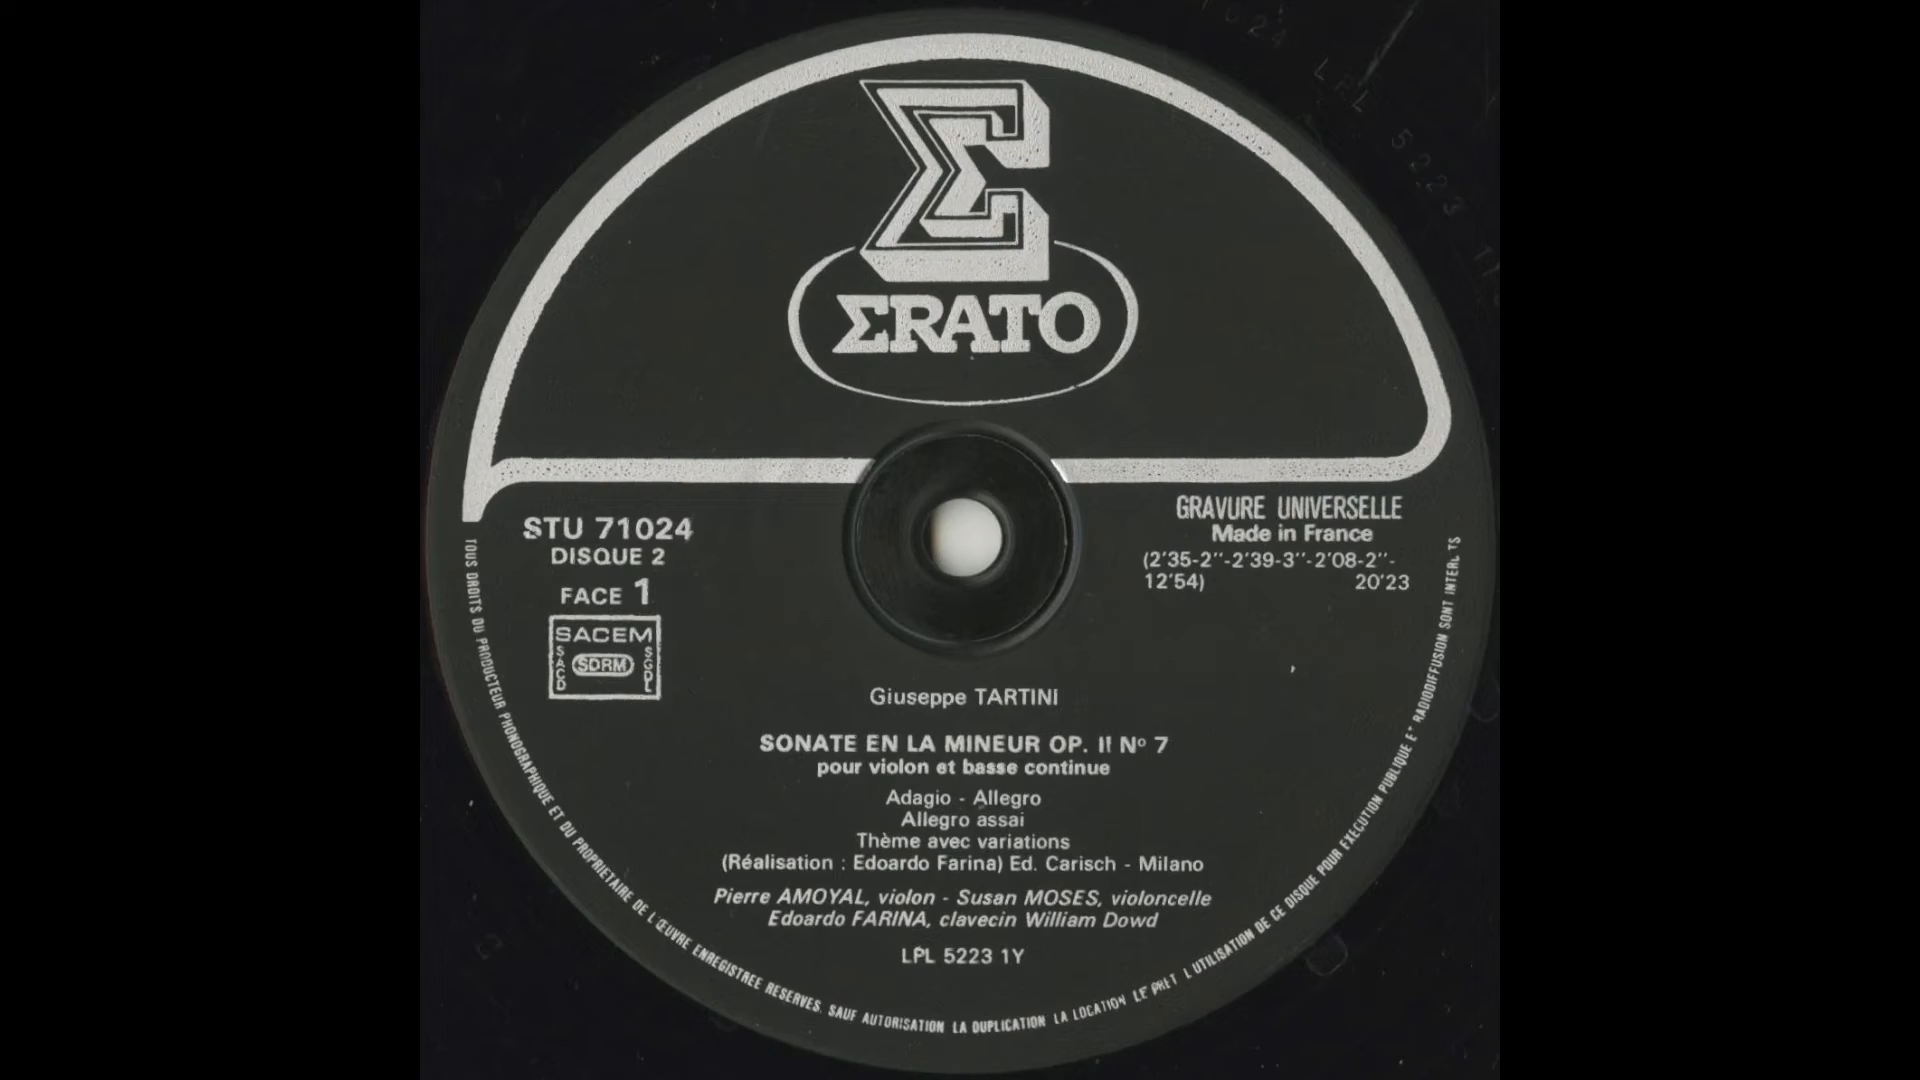 ΣRATO
STU 71024
DISQUE 2
FACE 1
SACEM
SACD
SDRM
SGDL
GRAVURE UNIVERSELLE
Made in France
(2'35-2''-2'39-3''-2'08-2''-
12'54) 20'23
Giuseppe TARTINI
SONATE EN LA MINEUR OP. II Nº 7
pour violon et basse continue
Adagio - Allegro
Allegro assai
Thème avec variations
(Réalisation : Edoardo Farina) Ed. Carisch - Milano
Pierre AMOYAL, violon - Susan MOSES, violoncelle
Edoardo FARINA, clavecin William Dowd
LPL 5223 1Y
TOUS DROITS DU PRODUCTEUR PHONOGRAPHIQUE ET DU PROPRIETAIRE DE L'ŒUVRE ENREGISTREE RESERVES. SAUF AUTORISATION LA DUPLICATION LA LOCATION LE PRET L'UTILISATION DE CE DISQUE POUR EXECUTION PUBLIQUE ET RADIODIFFUSION SONT INTERDITS
LPL 5223 1Y